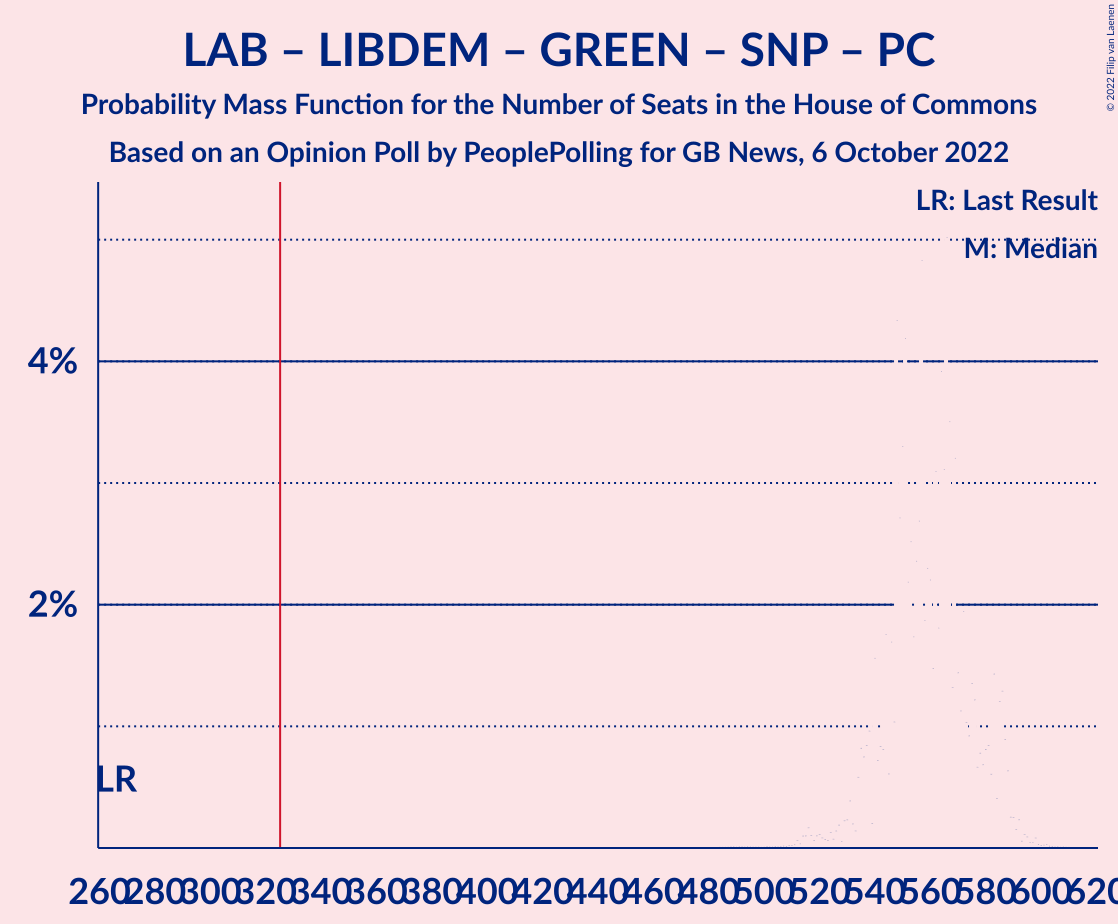 LAB – LIBDEM – GREEN – SNP – PC
Probability Mass Function for the Number of Seats in the House of Commons
Based on an Opinion Poll by PeoplePolling for GB News, 6 October 2022
© 2022 Filip van Laenen
LR: Last Result
M: Median
4%
2%
LR
260 280 300 320 340 360 380 400 420 440 460 480 500 520 540 560 580 600 620